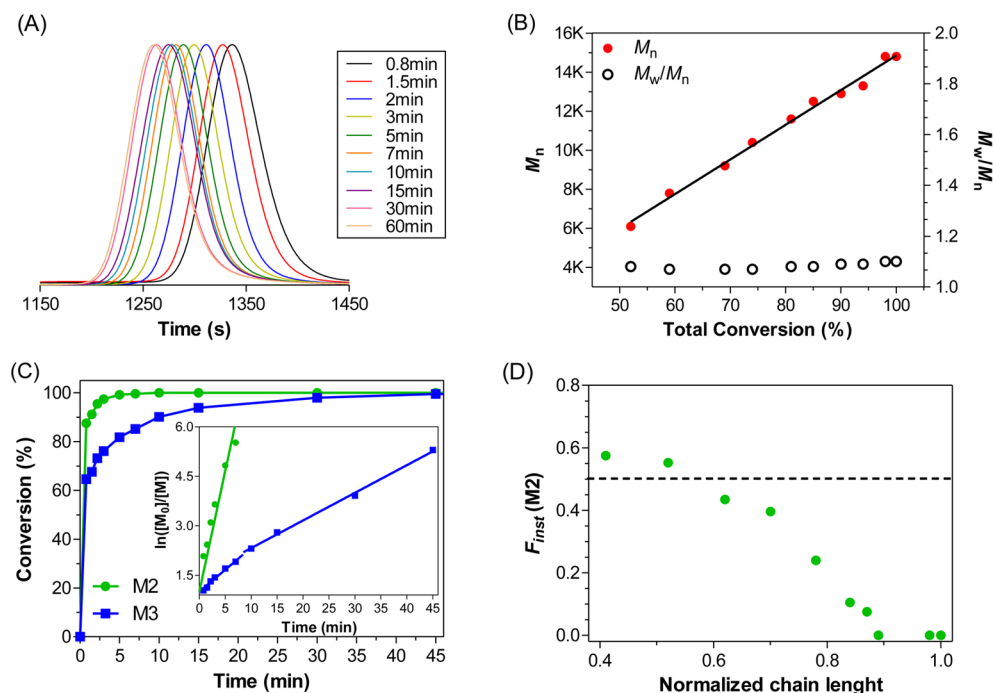 (A)
0.8min
1.5min
2min
3min
5min
7min
10min
15min
30min
60min
1150 1250 1350 1450
Time (s)
(B)
16K
14K
12K
10K
8K
6K
4K
Mn
Mn
Mw/Mn
2.0
1.8
1.6
1.4
1.2
1.0
Mw/Mn
50 60 70 80 90 100
Total Conversion (%)
(C)
100
80
60
40
20
0
Conversion (%)
M2
M3
6.0
4.5
3.0
1.5
ln([M0]/[M])
0 5 10 15 20 25 30 35 40 45
Time (min)
0 5 10 15 20 25 30 35 40 45
Time (min)
(D)
0.8
0.6
0.4
0.2
0.0
Finst (M2)
0.4 0.6 0.8 1.0
Normalized chain lenght